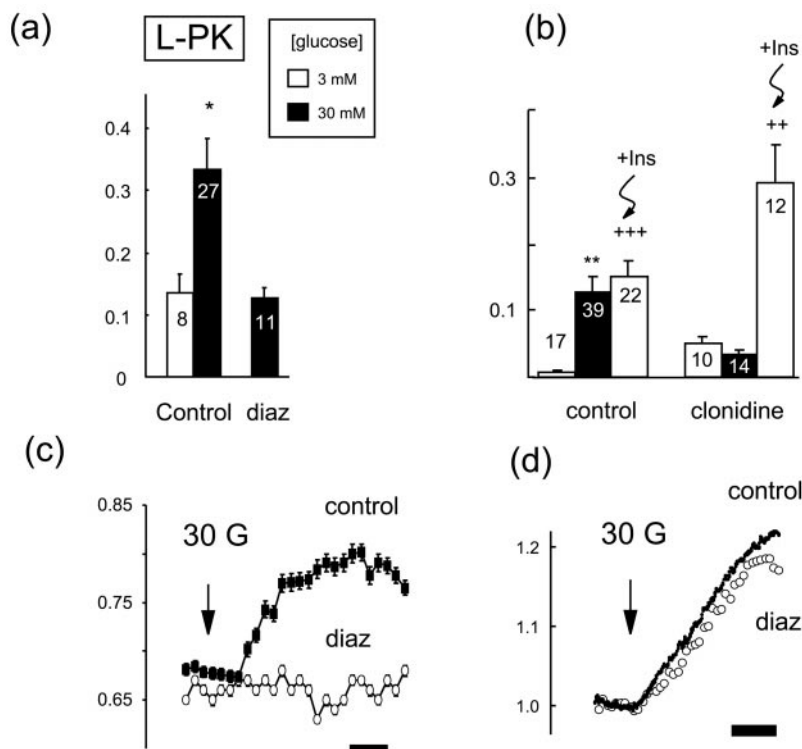 (a)
L-PK
[glucose]
3 mM
30 mM
*
0.4
0.3
0.2
0.1
0
27
8
11
Control diaz
(b)
+Ins
++
+Ins
+++
**
0.3
0.1
17
39
22
10
14
12
control clonidine
(c)
0.85
0.75
0.65
30 G
control
diaz
(d)
1.2
1.1
1.0
30 G
control
diaz